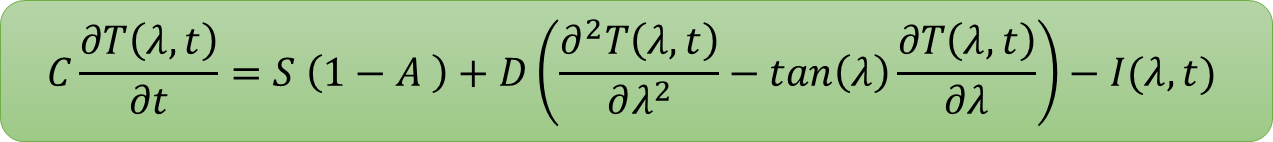 C ∂T(λ,t)/∂t = S (1 − A ) + D (∂²T(λ,t)/∂λ² − tan(λ) ∂T(λ,t)/∂λ) − I(λ,t)